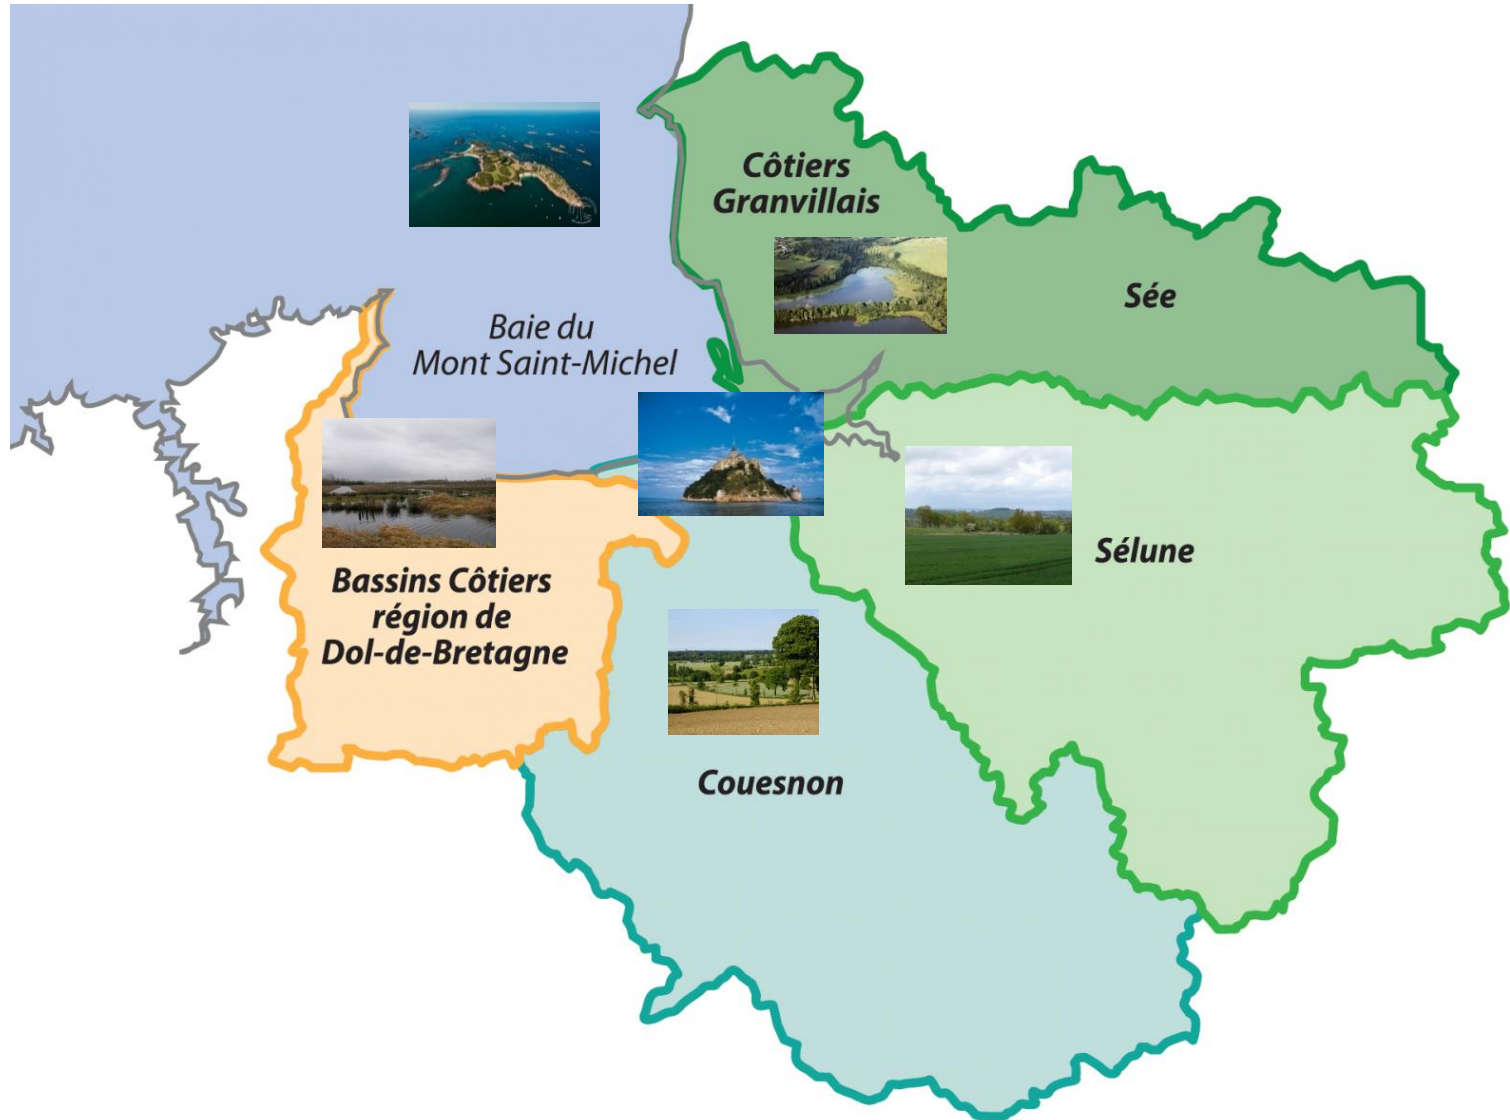 Côtiers
Granvillais
Sée
Baie du
Mont Saint-Michel
Sélune
Bassins Côtiers
région de
Dol-de-Bretagne
Couesnon